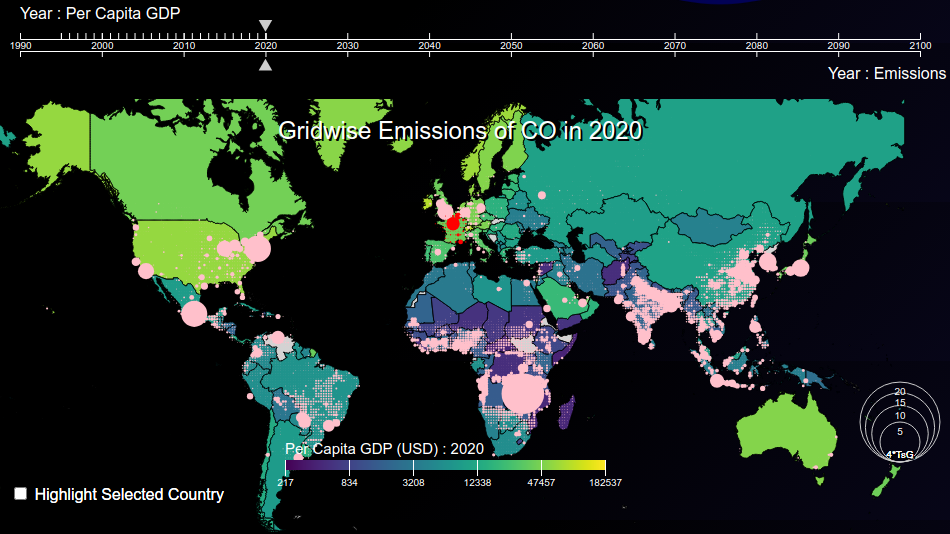 Year : Per Capita GDP
1990 2000 2010 2020 2030 2040 2050 2060 2070 2080 2090 2100
Year : Emissions
Gridwise Emissions of CO in 2020
20
15
10
5
4*TsG
Per Capita GDP (USD) : 2020
217 834 3208 12338 47457 182537
Highlight Selected Country